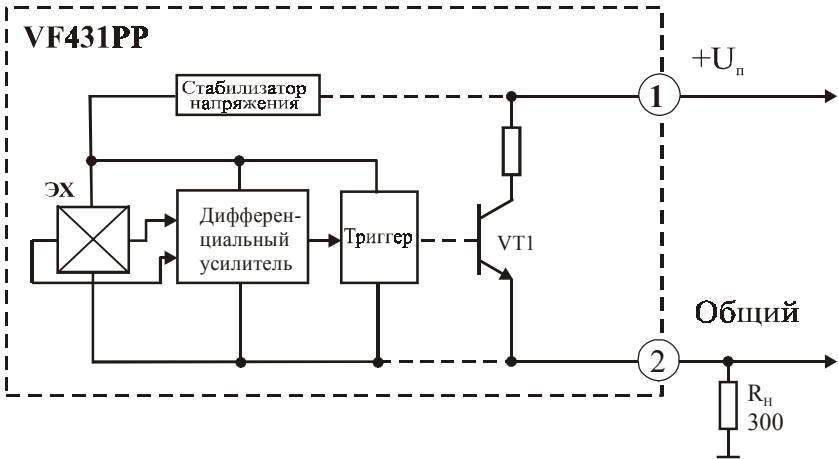 VF431PP
+Uп
Стабилизатор
напряжения
1
ЭХ
Дифферен-
циальный
усилитель
Триггер
VT1
Общий
2
RН
300